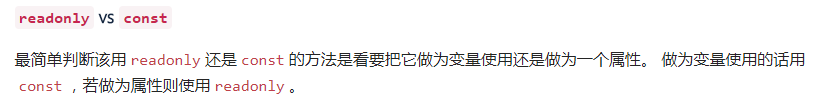 readonly vs const
最简单判断该用 readonly 还是 const 的方法是看要把它做为变量使用还是做为一个属性。 做为变量使用的话用
const ，若做为属性则使用 readonly 。